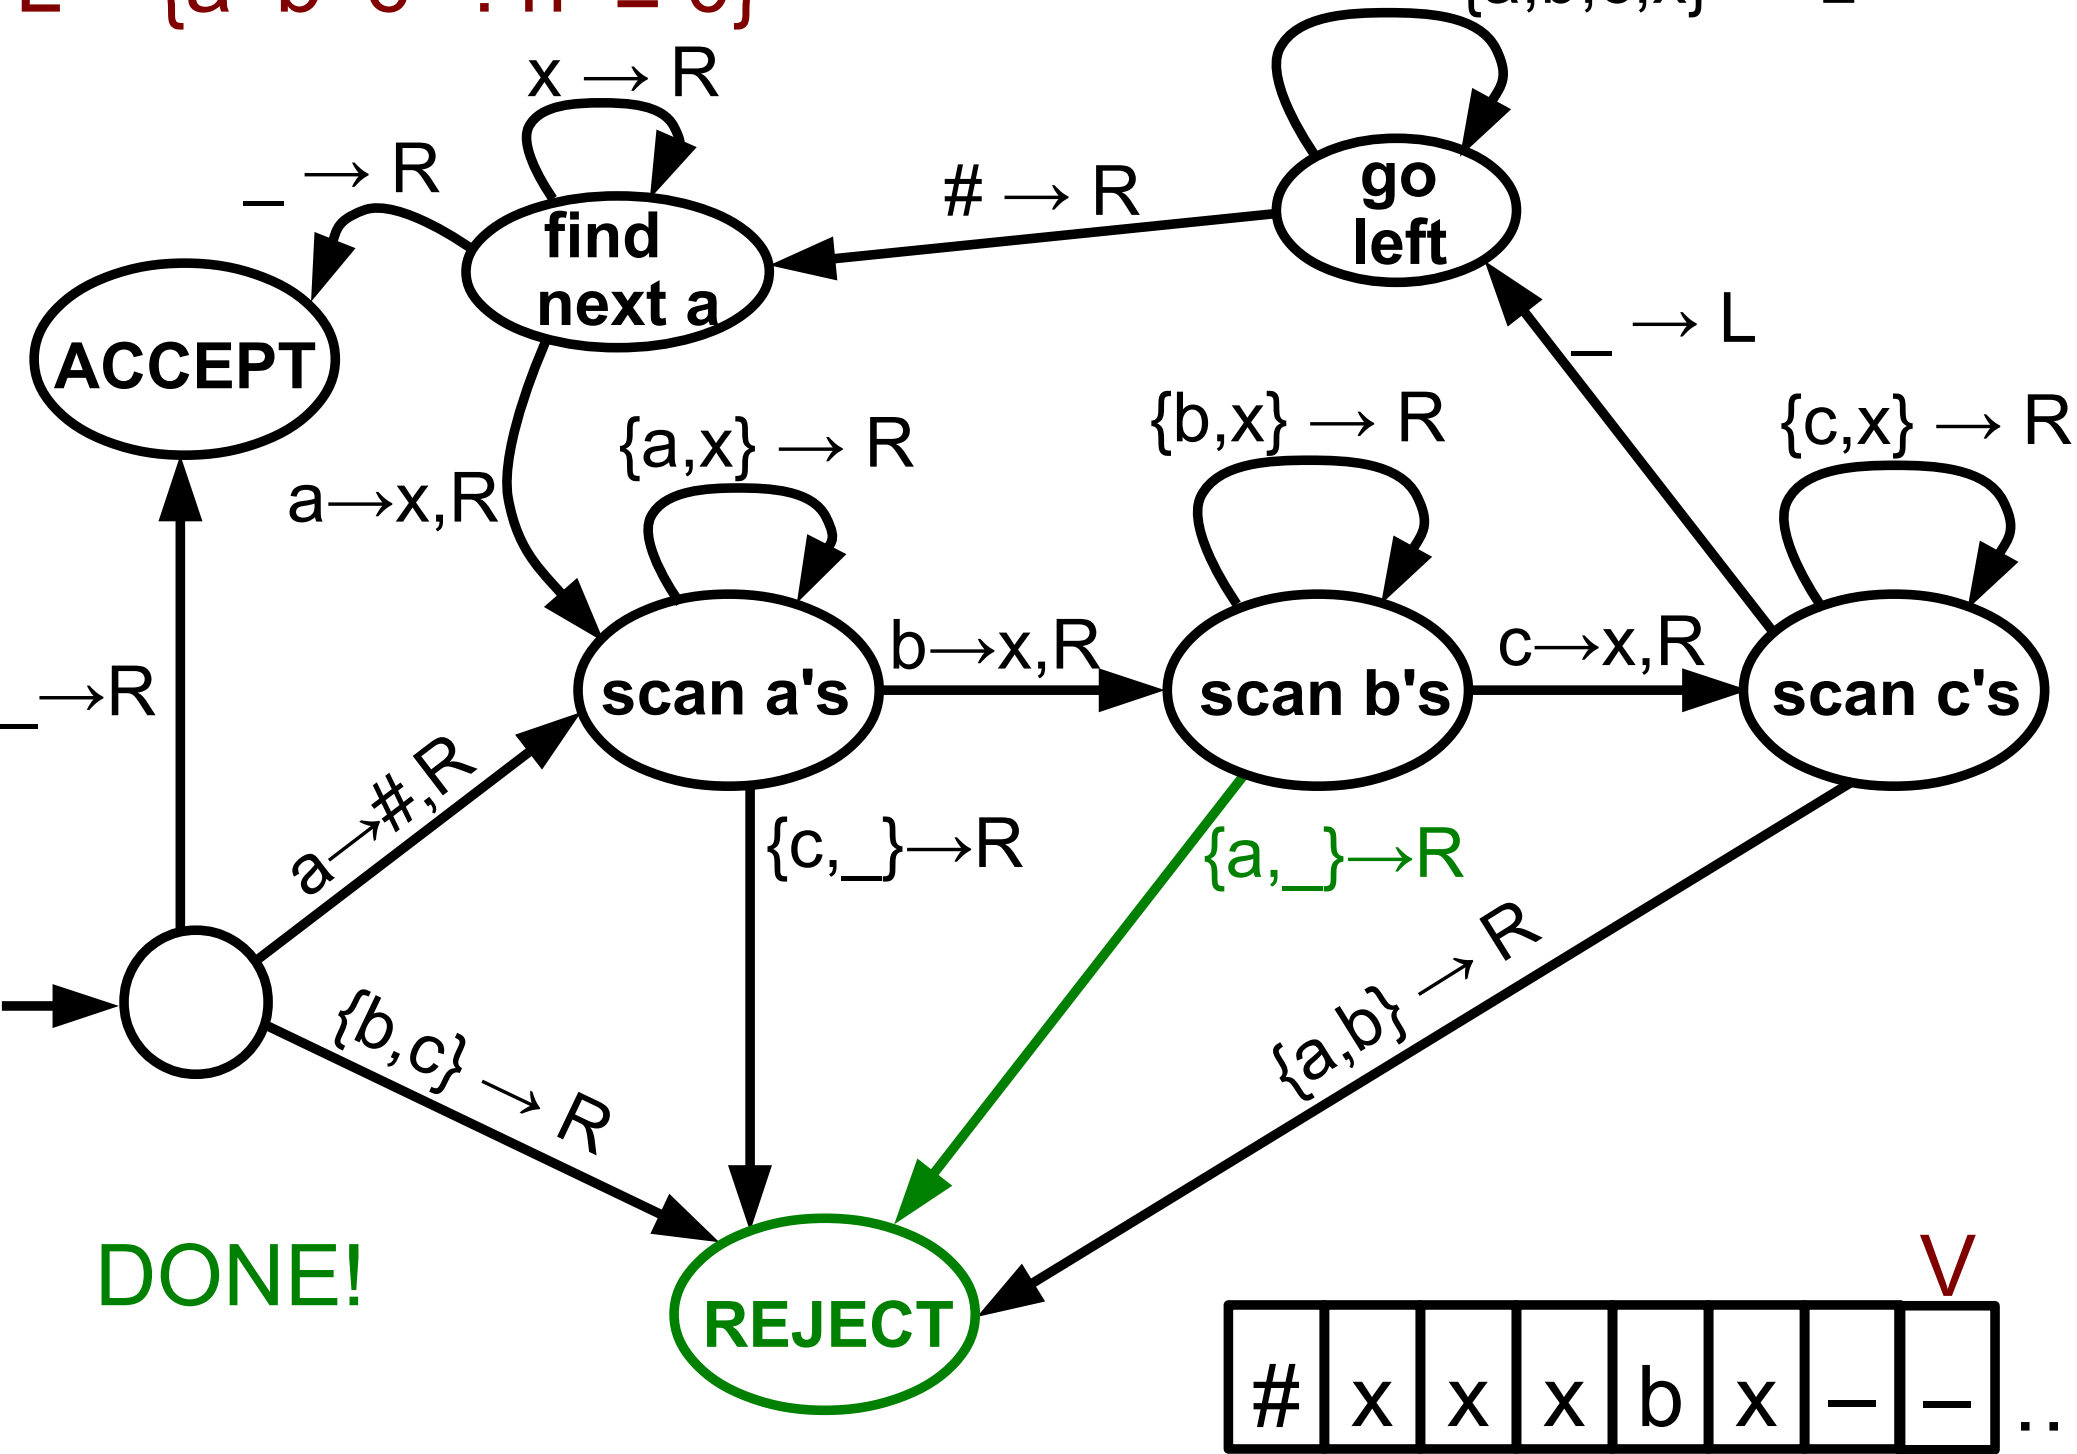 x → R
_ → R
# → R
go
left
find
next a
ACCEPT
_ → L
{a,x} → R
{b,x} → R
{c,x} → R
a→x,R
_→R
b→x,R
c→x,R
scan a's
scan b's
scan c's
a→#,R
{c,_}→R
{a,_}→R
{a,b} → R
{b,c} → R
DONE!
REJECT
V
# x x x b x _ _ ..